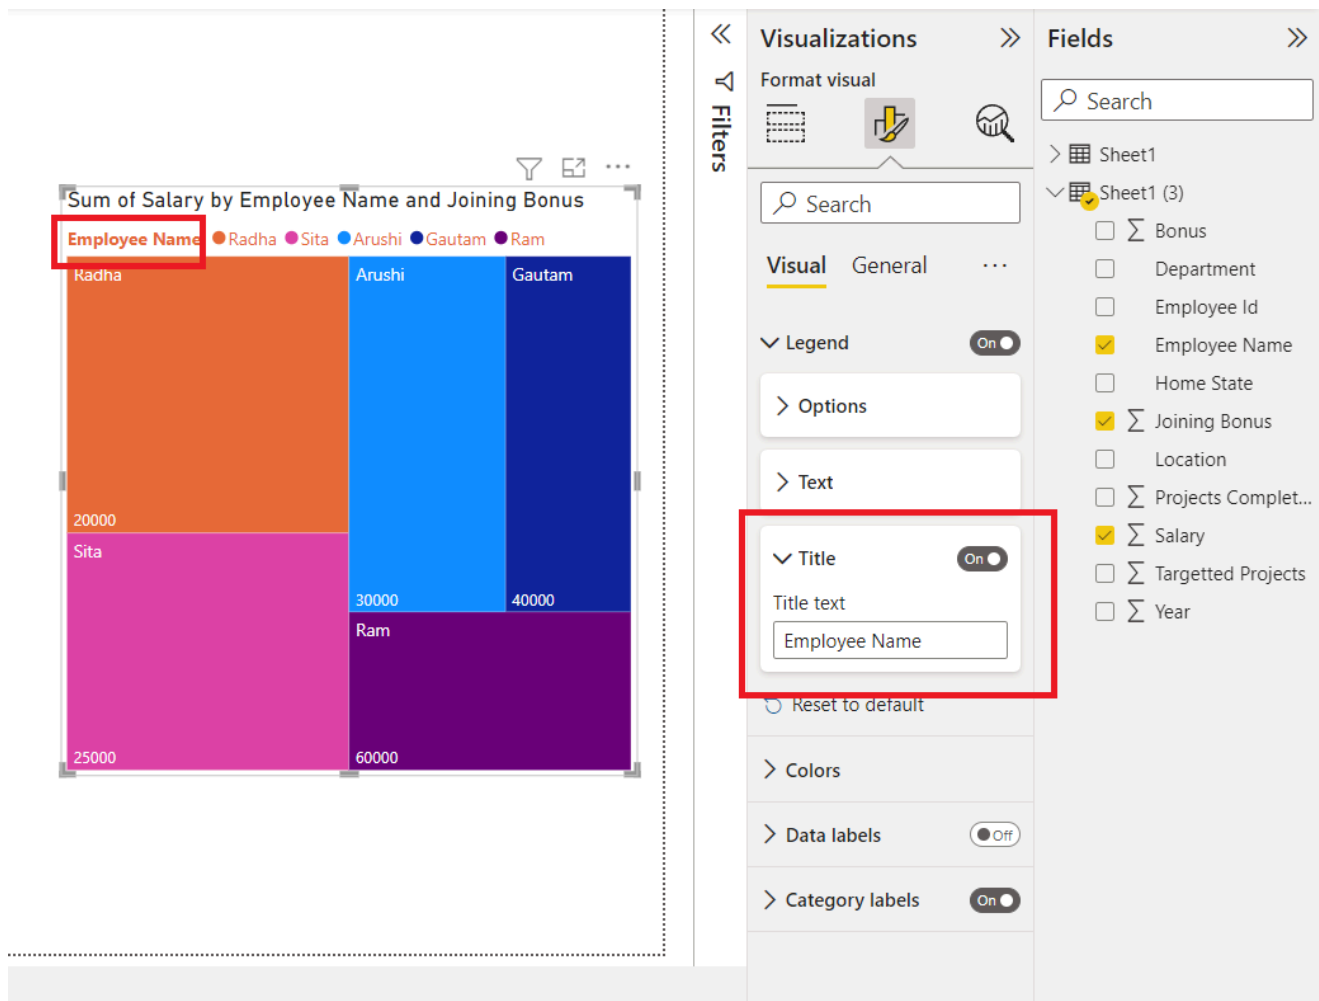 Sum of Salary by Employee Name and Joining Bonus
Employee Name Radha Sita Arushi Gautam Ram
Radha
20000
Sita
25000
Arushi
30000
Gautam
40000
Ram
60000
Filters
Visualizations
Format visual
Search
Visual General
Legend On
Options
Text
Title On
Title text
Employee Name
Reset to default
Colors
Data labels Off
Category labels On
Fields
Search
Sheet1
Sheet1 (3)
Σ Bonus
Department
Employee Id
Employee Name
Home State
Σ Joining Bonus
Location
Σ Projects Complet...
Σ Salary
Σ Targetted Projects
Σ Year